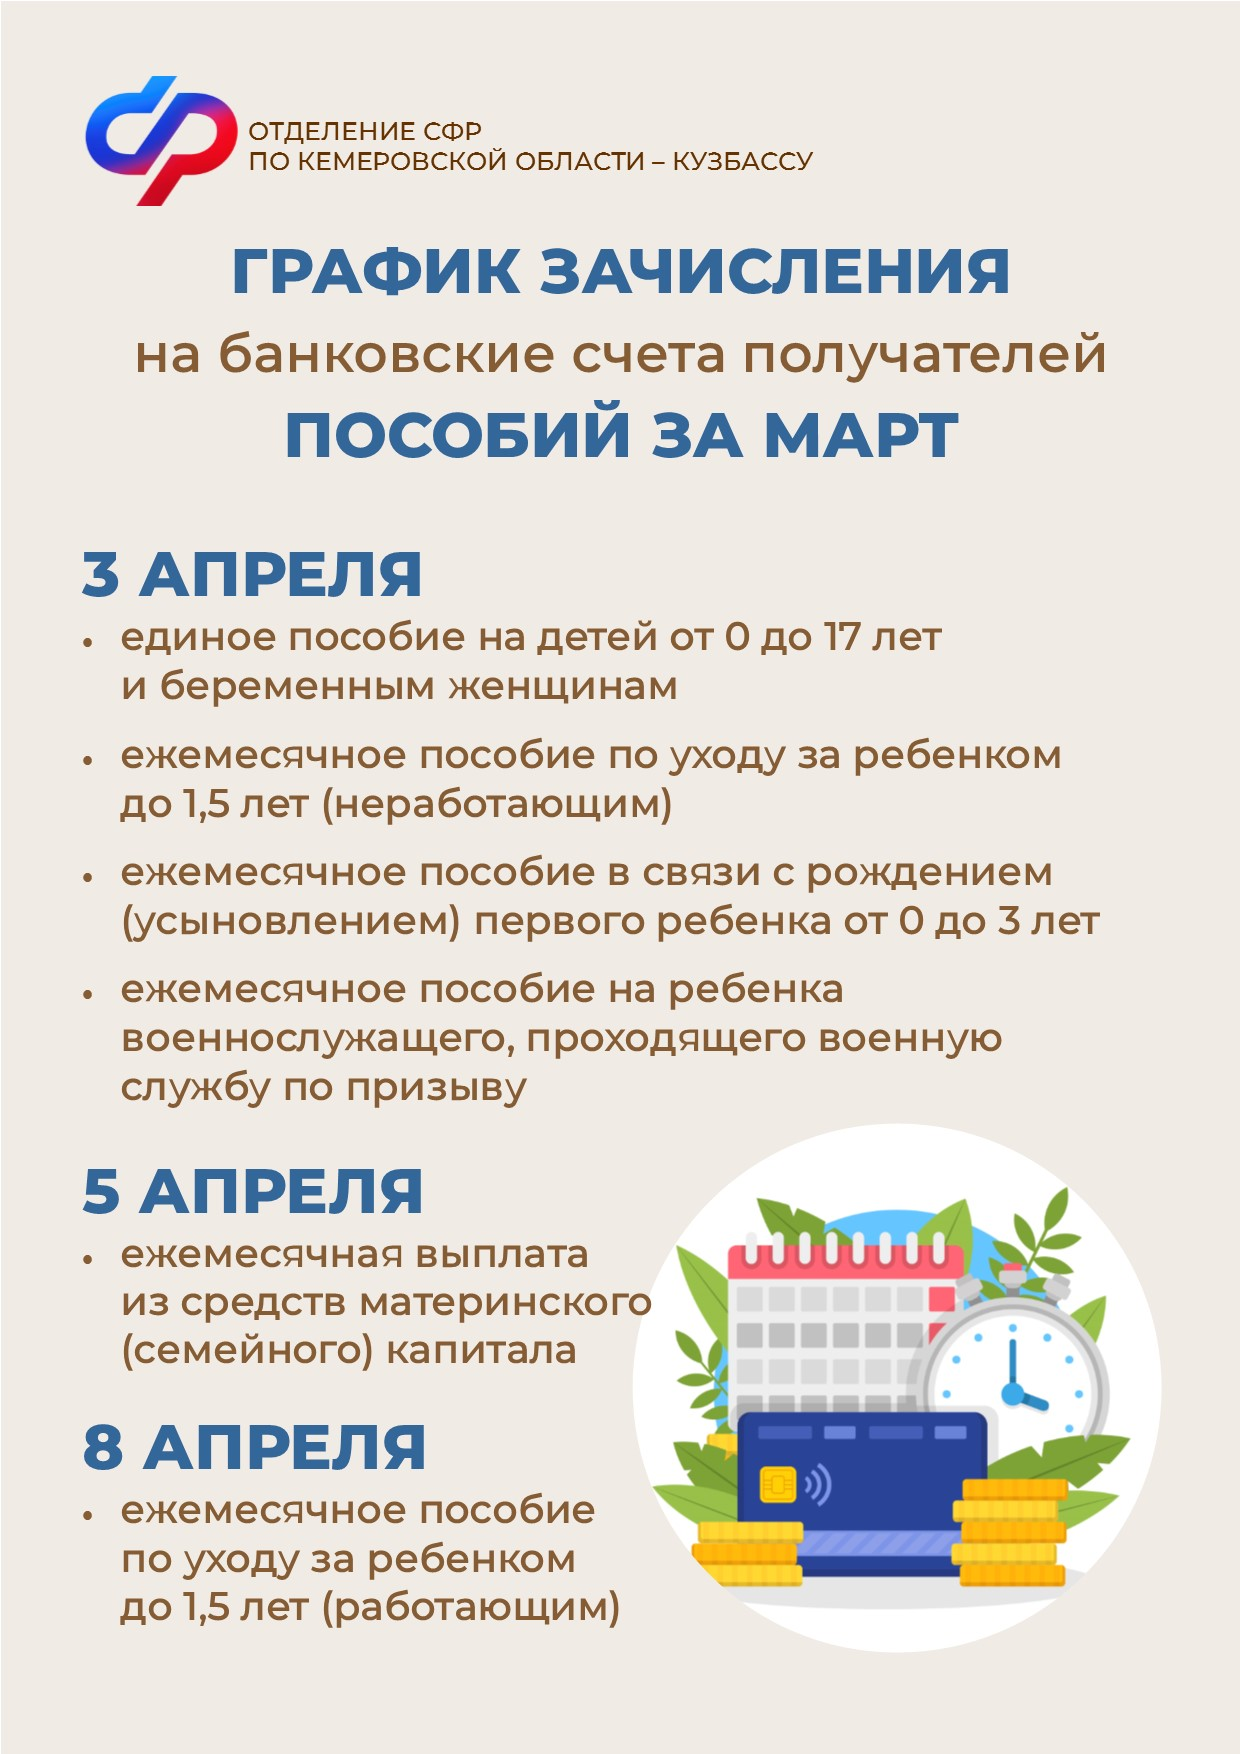 ОТДЕЛЕНИЕ СФР
ПО КЕМЕРОВСКОЙ ОБЛАСТИ – КУЗБАССУ
ГРАФИК ЗАЧИСЛЕНИЯ
на банковские счета получателей
ПОСОБИЙ ЗА МАРТ
3 АПРЕЛЯ
• единое пособие на детей от 0 до 17 лет
и беременным женщинам
• ежемесячное пособие по уходу за ребенком
до 1,5 лет (неработающим)
• ежемесячное пособие в связи с рождением
(усыновлением) первого ребенка от 0 до 3 лет
• ежемесячное пособие на ребенка
военнослужащего, проходящего военную
службу по призыву
5 АПРЕЛЯ
• ежемесячная выплата
из средств материнского
(семейного) капитала
8 АПРЕЛЯ
• ежемесячное пособие
по уходу за ребенком
до 1,5 лет (работающим)